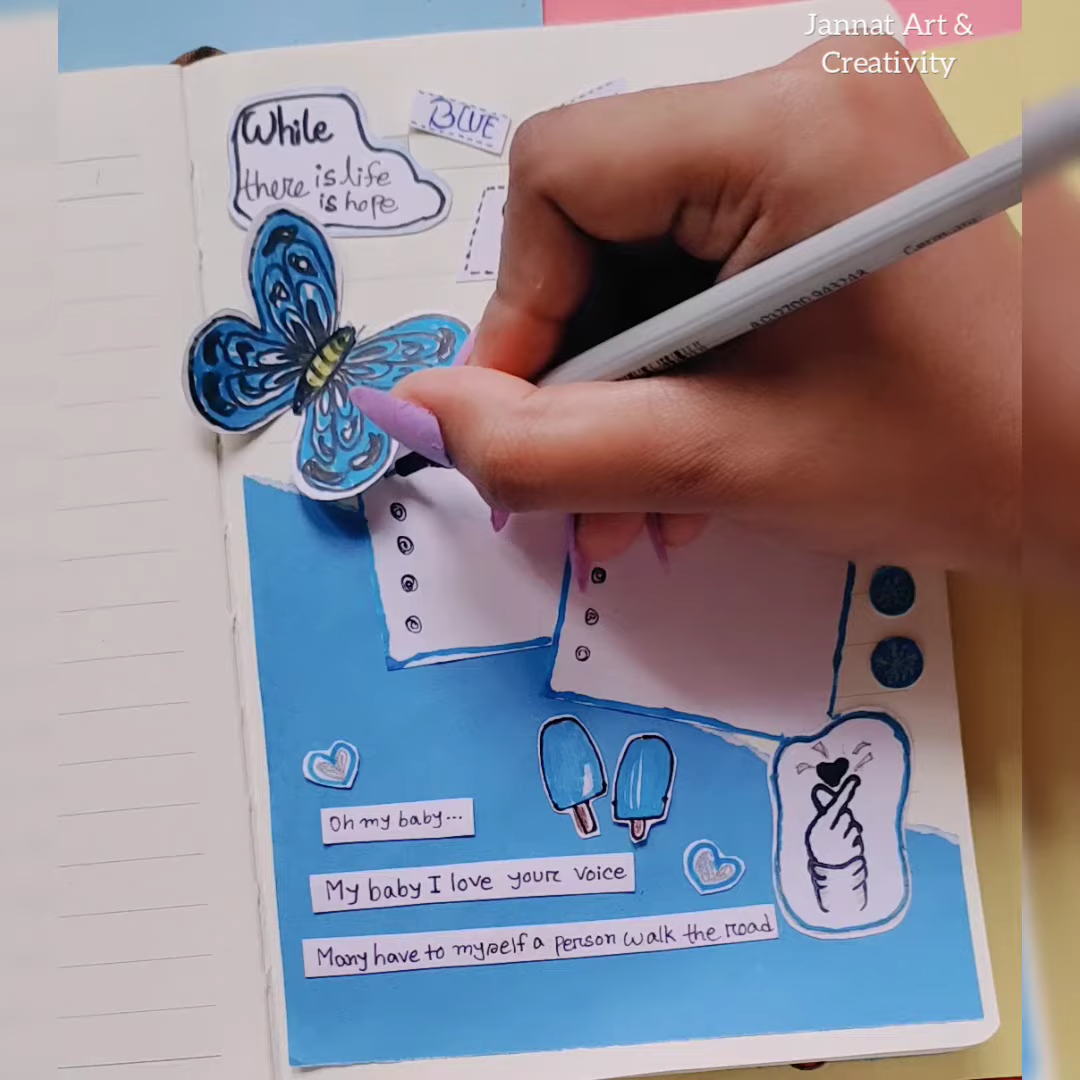 Jannat Art &
Creativity
While
there is life
is hope
BLUE
Oh my baby...
My baby I love your voice
Many have to myself a person walk the road